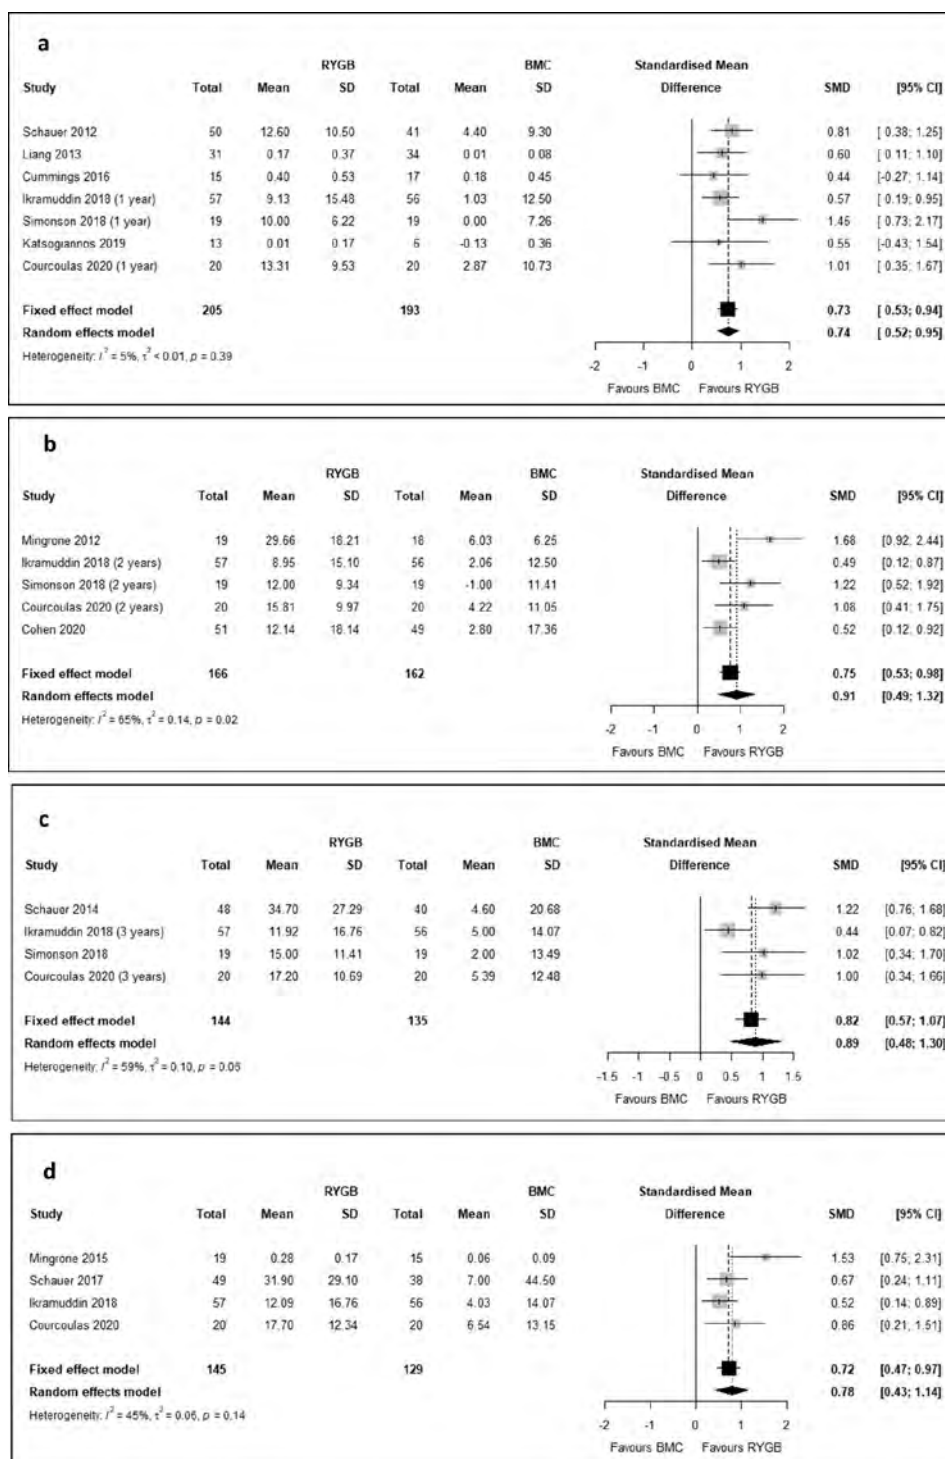 a
RYGB BMC Standardised Mean
Study Total Mean SD Total Mean SD Difference SMD [95% CI]
Schauer 2012 50 12.60 10.50 41 4.40 9.30 0.81 [ 0.38; 1.25]
Liang 2013 31 0.17 0.37 34 0.01 0.08 0.60 [ 0.11; 1.10]
Cummings 2016 15 0.40 0.53 17 0.18 0.45 0.44 [-0.27; 1.14]
Ikramuddin 2018 (1 year) 57 9.13 15.48 56 1.03 12.50 0.57 [ 0.19; 0.95]
Simonson 2018 (1 year) 19 10.00 6.22 19 0.00 7.26 1.45 [ 0.73; 2.17]
Katsogiannos 2019 13 0.01 0.17 6 -0.13 0.36 0.55 [-0.43; 1.54]
Courcoulas 2020 (1 year) 20 13.31 9.53 20 2.87 10.73 1.01 [ 0.35; 1.67]
Fixed effect model 205 193 0.73 [ 0.53; 0.94]
Random effects model 0.74 [ 0.52; 0.95]
Heterogeneity: I² = 5%, τ² < 0.01, p = 0.39
-2 -1 0 1 2
Favours BMC Favours RYGB
b
RYGB BMC Standardised Mean
Study Total Mean SD Total Mean SD Difference SMD [95% CI]
Mingrone 2012 19 29.66 18.21 18 6.03 6.25 1.68 [0.92; 2.44]
Ikramuddin 2018 (2 years) 57 8.95 15.10 56 2.06 12.50 0.49 [0.12; 0.87]
Simonson 2018 (2 years) 19 12.00 9.34 19 -1.00 11.41 1.22 [0.52; 1.92]
Courcoulas 2020 (2 years) 20 15.81 9.97 20 4.22 11.05 1.08 [0.41; 1.75]
Cohen 2020 51 12.14 18.14 49 2.80 17.36 0.52 [0.12; 0.92]
Fixed effect model 166 162 0.75 [0.53; 0.98]
Random effects model 0.91 [0.49; 1.32]
Heterogeneity: I² = 65%, τ² = 0.14, p = 0.02
-2 -1 0 1 2
Favours BMC Favours RYGB
c
RYGB BMC Standardised Mean
Study Total Mean SD Total Mean SD Difference SMD [95% CI]
Schauer 2014 48 34.70 27.29 40 4.60 20.68 1.22 [0.76; 1.68]
Ikramuddin 2018 (3 years) 57 11.92 16.76 56 5.00 14.07 0.44 [0.07; 0.82]
Simonson 2018 19 15.00 11.41 19 2.00 13.49 1.02 [0.34; 1.70]
Courcoulas 2020 (3 years) 20 17.20 10.69 20 5.39 12.48 1.00 [0.34; 1.66]
Fixed effect model 144 135 0.82 [0.57; 1.07]
Random effects model 0.89 [0.48; 1.30]
Heterogeneity: I² = 59%, τ² = 0.10, p = 0.06
-1.5 -1 -0.5 0 0.5 1 1.5
Favours BMC Favours RYGB
d
RYGB BMC Standardised Mean
Study Total Mean SD Total Mean SD Difference SMD [95% CI]
Mingrone 2015 19 0.28 0.17 15 0.06 0.09 1.53 [0.75; 2.31]
Schauer 2017 49 31.90 29.10 38 7.00 44.50 0.67 [0.24; 1.11]
Ikramuddin 2018 57 12.09 16.76 56 4.03 14.07 0.52 [0.14; 0.89]
Courcoulas 2020 20 17.70 12.34 20 6.54 13.15 0.86 [0.21; 1.51]
Fixed effect model 145 129 0.72 [0.47; 0.97]
Random effects model 0.78 [0.43; 1.14]
Heterogeneity: I² = 45%, τ² = 0.06, p = 0.14
-2 -1 0 1 2
Favours BMC Favours RYGB